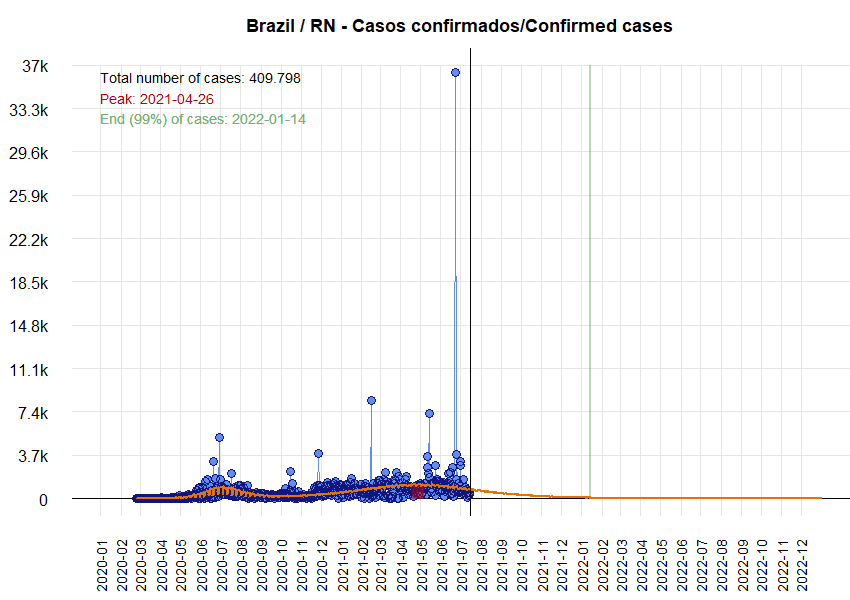 Brazil / RN - Casos confirmados/Confirmed cases
37k
33.3k
29.6k
25.9k
22.2k
18.5k
14.8k
11.1k
7.4k
3.7k
0
Total number of cases: 409.798
Peak: 2021-04-26
End (99%) of cases: 2022-01-14
2020-01
2020-02
2020-03
2020-04
2020-05
2020-06
2020-07
2020-08
2020-09
2020-10
2020-11
2020-12
2021-01
2021-02
2021-03
2021-04
2021-05
2021-06
2021-07
2021-08
2021-09
2021-10
2021-11
2021-12
2022-01
2022-02
2022-03
2022-04
2022-05
2022-06
2022-07
2022-08
2022-09
2022-10
2022-11
2022-12